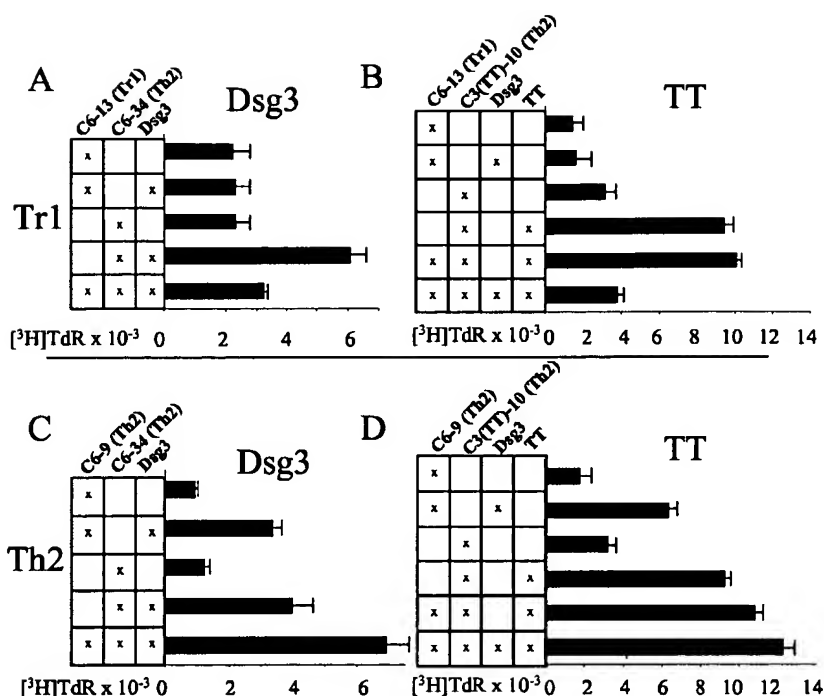 A
C6-13 (Tr1)
C6-34 (Th2)
Dsg3
Dsg3
x
x x
x
x x
x x x
Tr1
[³H]TdR x 10⁻³ 0 2 4 6
B
C6-13 (Tr1)
C3(TT)-10 (Th2)
Dsg3
TT
TT
x
x x
x
x x
x x x
x x x x
[³H]TdR x 10⁻³ 0 2 4 6 8 10 12 14
C
C6-9 (Th2)
C6-34 (Th2)
Dsg3
Dsg3
x
x x
x
x x
x x x
Th2
[³H]TdR x 10⁻³ 0 2 4 6
D
C6-9 (Th2)
C3(TT)-10 (Th2)
Dsg3
TT
TT
x
x x
x
x x
x x x
x x x x
[³H]TdR x 10⁻³ 0 2 4 6 8 10 12 14